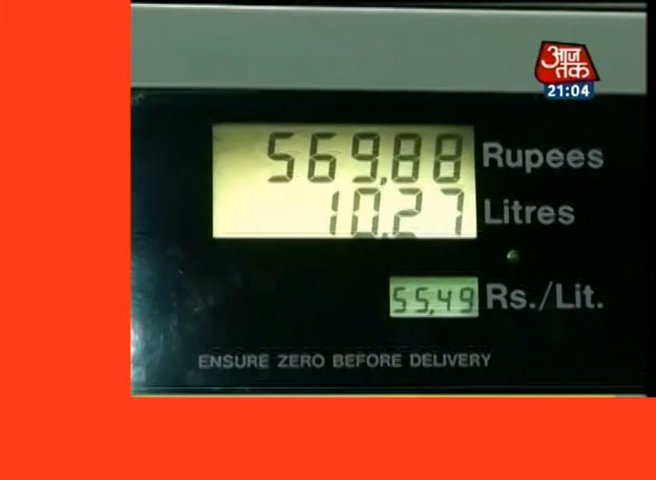 आज
तक
21:04
569.88 Rupees
10.27 Litres
55.49 Rs./Lit.
ENSURE ZERO BEFORE DELIVERY